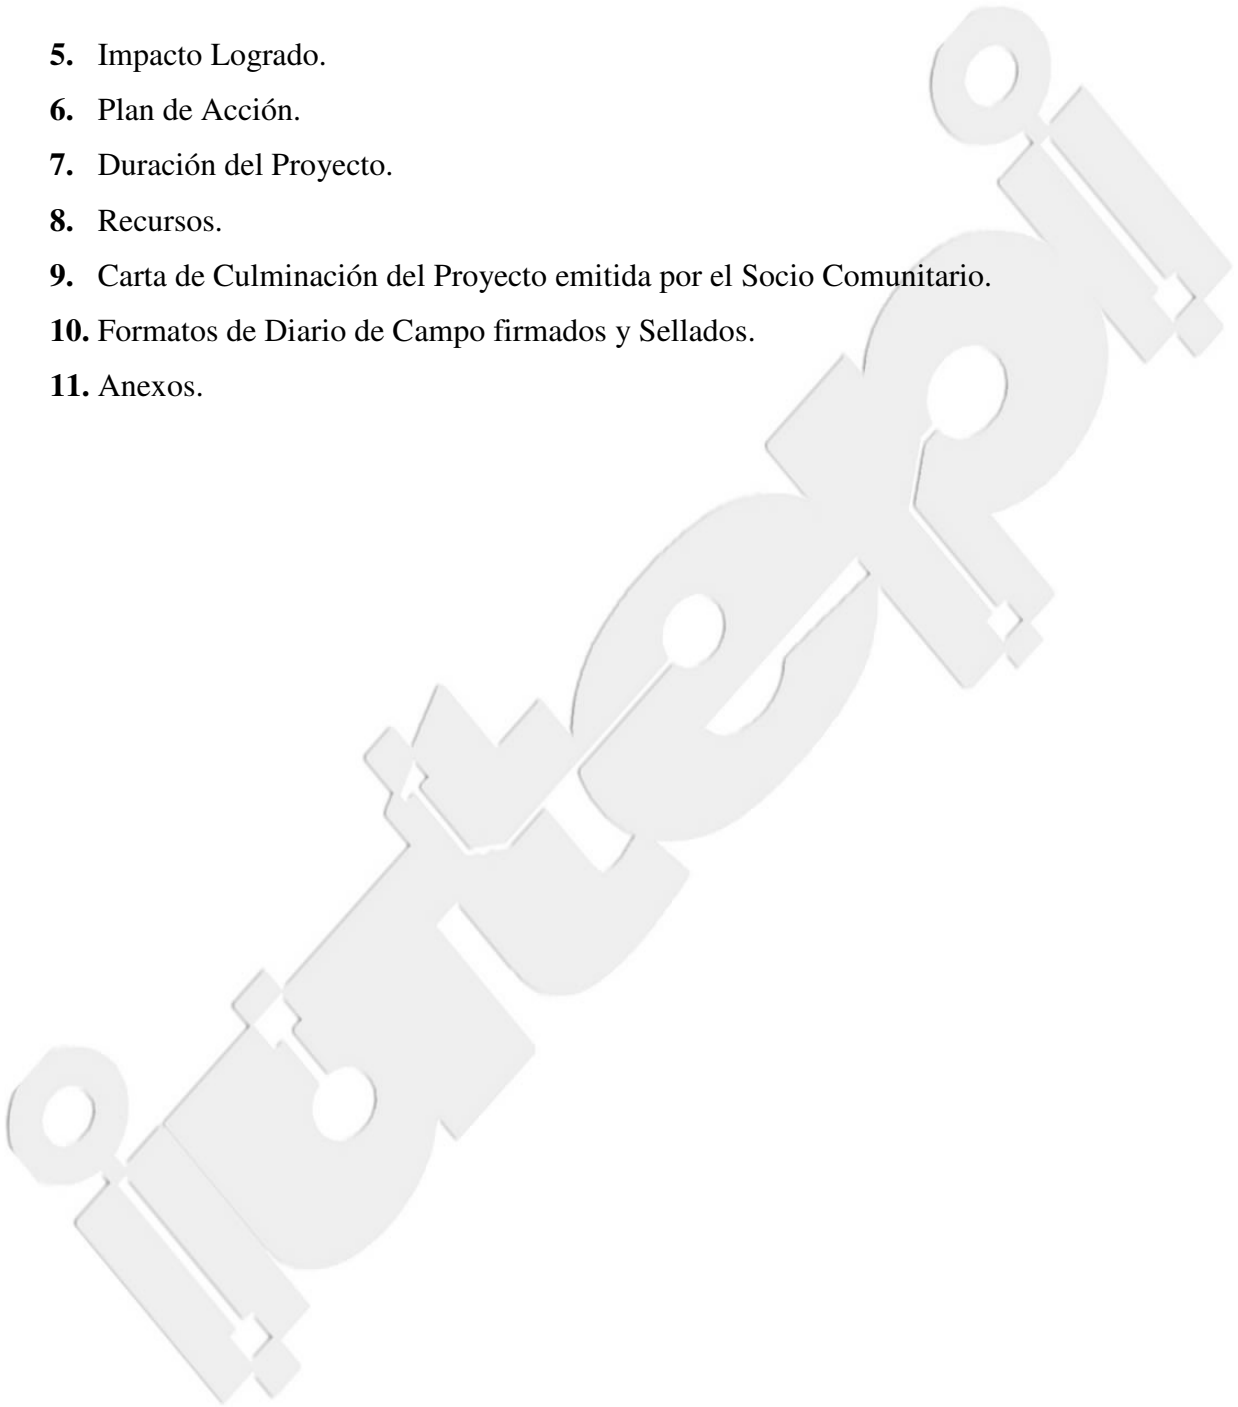 5. Impacto Logrado.
6. Plan de Acción.
7. Duración del Proyecto.
8. Recursos.
9. Carta de Culminación del Proyecto emitida por el Socio Comunitario.
10. Formatos de Diario de Campo firmados y Sellados.
11. Anexos.
iutepi